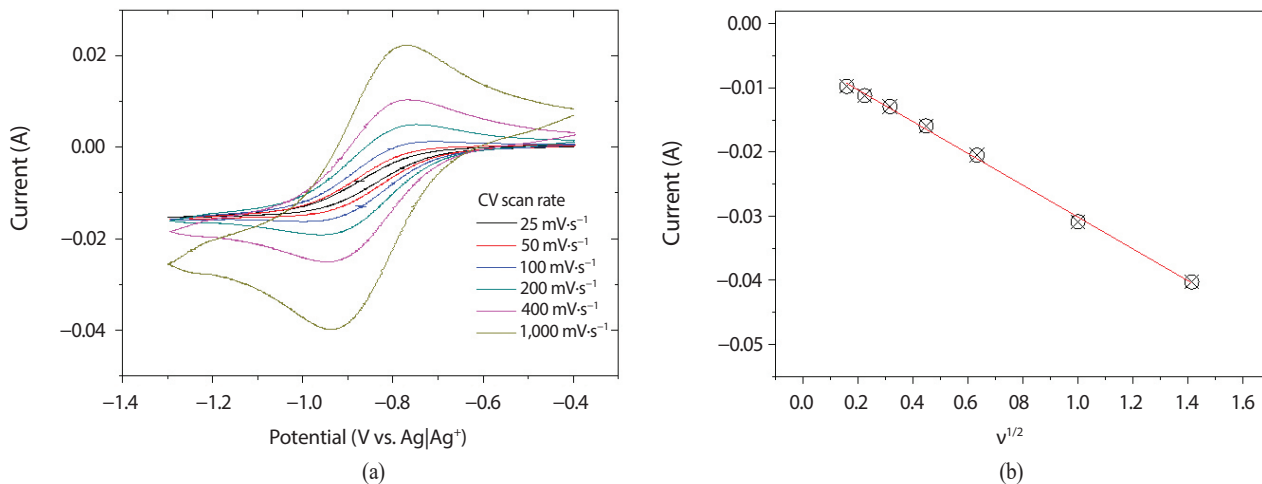 0.02
0.00
−0.02
−0.04
Current (A)
CV scan rate
25 mV·s⁻¹
50 mV·s⁻¹
100 mV·s⁻¹
200 mV·s⁻¹
400 mV·s⁻¹
1,000 mV·s⁻¹
−1.4 −1.2 −1.0 −0.8 −0.6 −0.4
Potential (V vs. Ag|Ag⁺)
(a)
−0.00
−0.01
−0.02
−0.03
−0.04
−0.05
Current (A)
0.0 0.2 0.4 0.6 08 1.0 1.2 1.4 1.6
ν¹/²
(b)